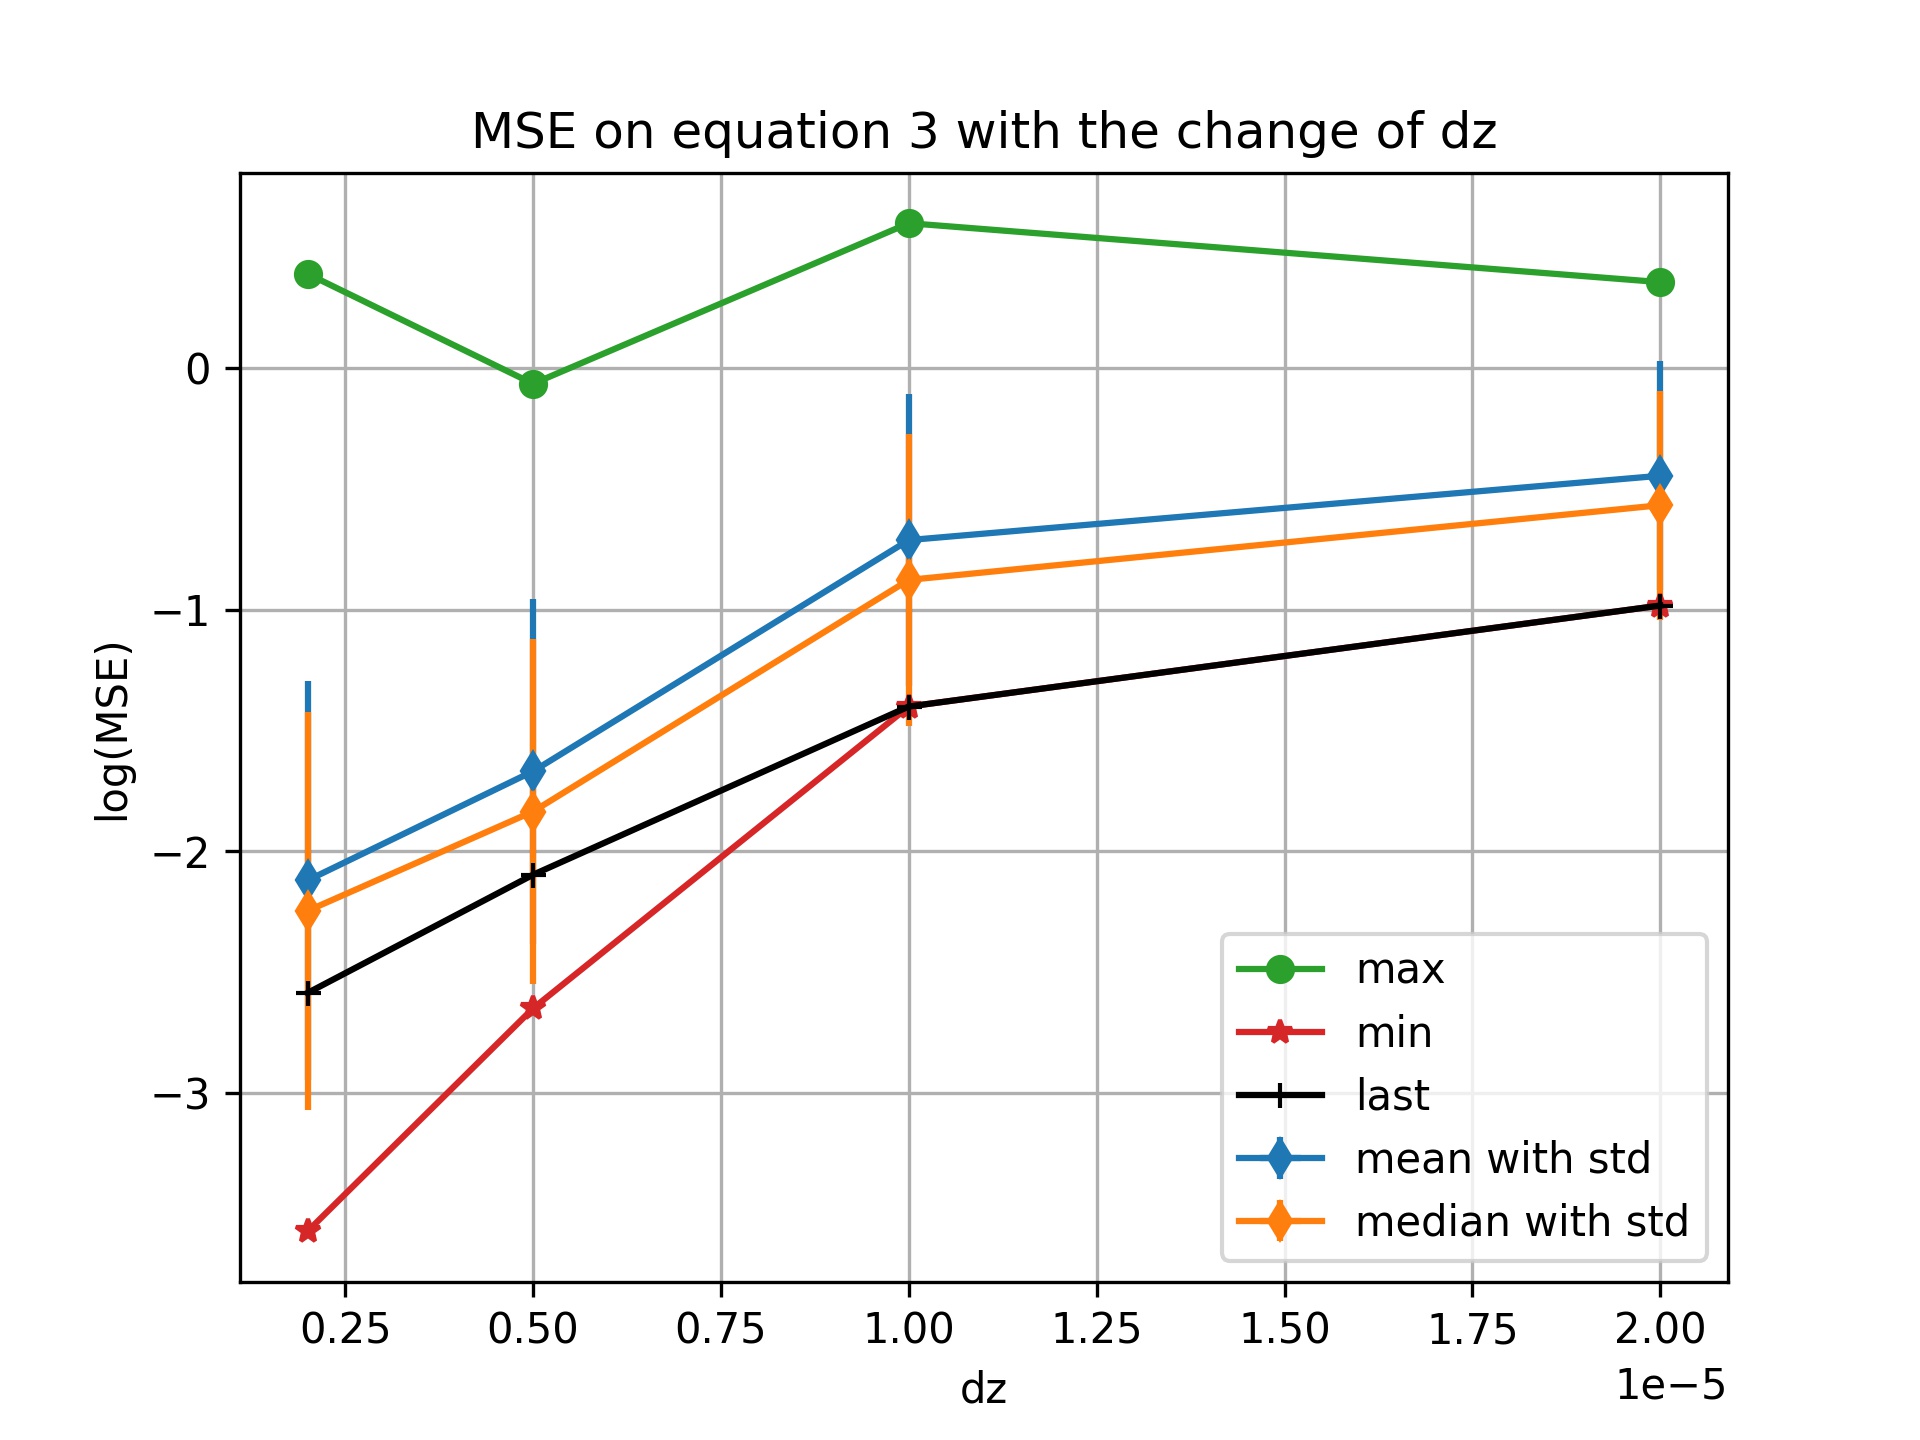 MSE on equation 3 with the change of dz
log(MSE)
0
−1
−2
−3
max
min
last
mean with std
median with std
0.25 0.50 0.75 1.00 1.25 1.50 1.75 2.00
1e−5
dz